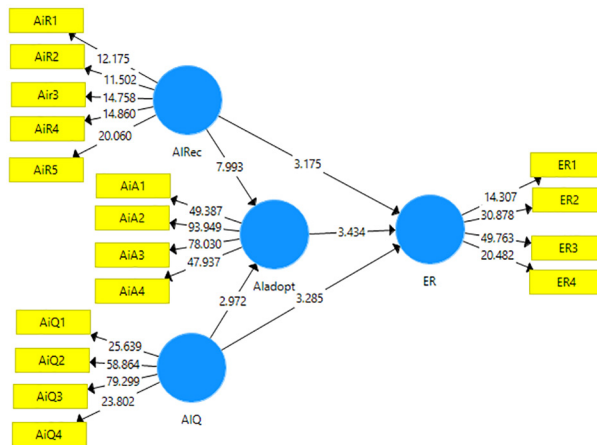 AiR1
AiR2
Air3
AiR4
AiR5
12.175
11.502
14.758
14.860
20.060
AIRec
7.993
3.175
AiA1
AiA2
AiA3
AiA4
49.387
93.949
78.030
47.937
AIadopt
3.434
2.972
3.285
ER
14.307
30.878
49.763
20.482
ER1
ER2
ER3
ER4
AiQ1
AiQ2
AiQ3
AiQ4
25.639
58.864
79.299
23.802
AIQ